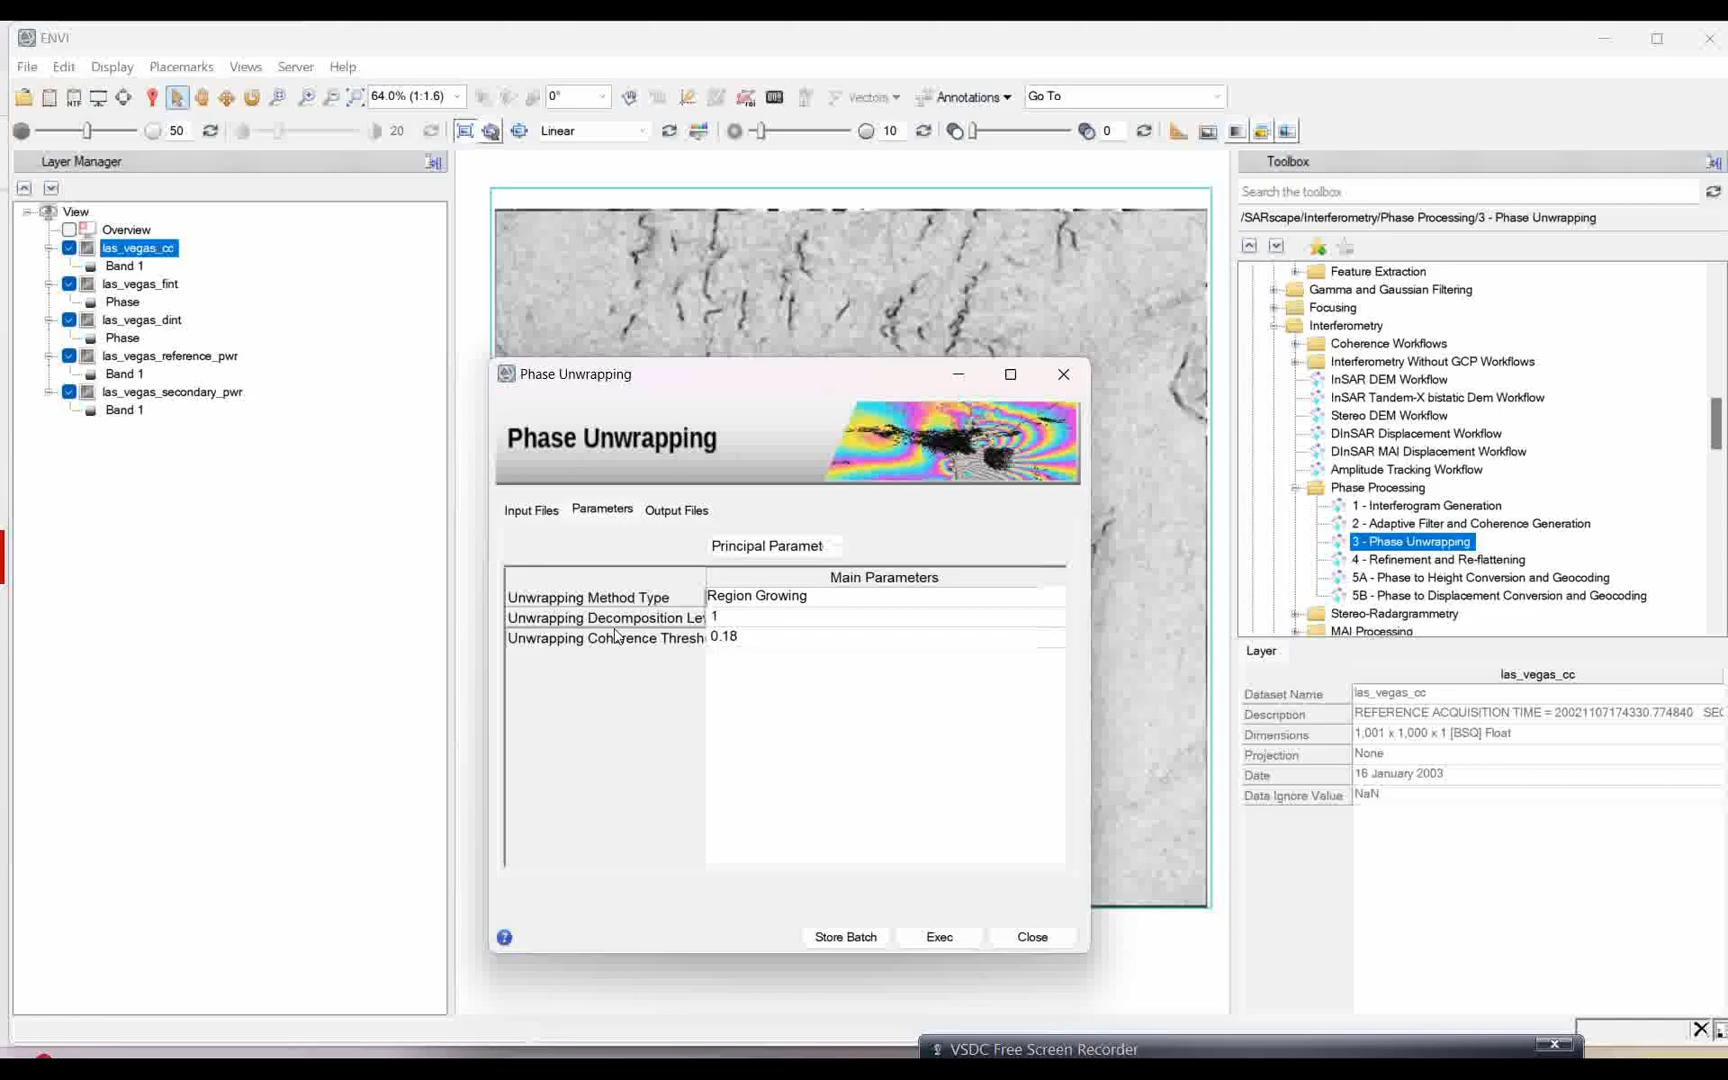 ENVI
File Edit Display Placemarks Views Server Help
64.0% (1:1.6) 0° Vectors Annotations Go To
50 20 Linear 10 0
Layer Manager
View
Overview
las_vegas_cc
Band 1
las_vegas_fint
Phase
las_vegas_dint
Phase
las_vegas_reference_pwr
Band 1
las_vegas_secondary_pwr
Band 1
Phase Unwrapping
Phase Unwrapping
Input Files Parameters Output Files
Principal Paramet
Main Parameters
Unwrapping Method Type Region Growing
Unwrapping Decomposition Lev 1
Unwrapping Coherence Thresh 0.18
Store Batch Exec Close
Toolbox
Search the toolbox
/SARscape/Interferometry/Phase Processing/3 - Phase Unwrapping
Feature Extraction
Gamma and Gaussian Filtering
Focusing
Interferometry
Coherence Workflows
Interferometry Without GCP Workflows
InSAR DEM Workflow
InSAR Tandem-X bistatic Dem Workflow
Stereo DEM Workflow
DInSAR Displacement Workflow
DInSAR MAI Displacement Workflow
Amplitude Tracking Workflow
Phase Processing
1 - Interferogram Generation
2 - Adaptive Filter and Coherence Generation
3 - Phase Unwrapping
4 - Refinement and Re-flattening
5A - Phase to Height Conversion and Geocoding
5B - Phase to Displacement Conversion and Geocoding
Stereo-Radargrammetry
MAI Processing
Layer
las_vegas_cc
Dataset Name las_vegas_cc
Description REFERENCE ACQUISITION TIME = 20021107174330.774840 SEC
Dimensions 1,001 x 1,000 x 1 [BSQ] Float
Projection None
Date 16 January 2003
Data Ignore Value NaN
VSDC Free Screen Recorder